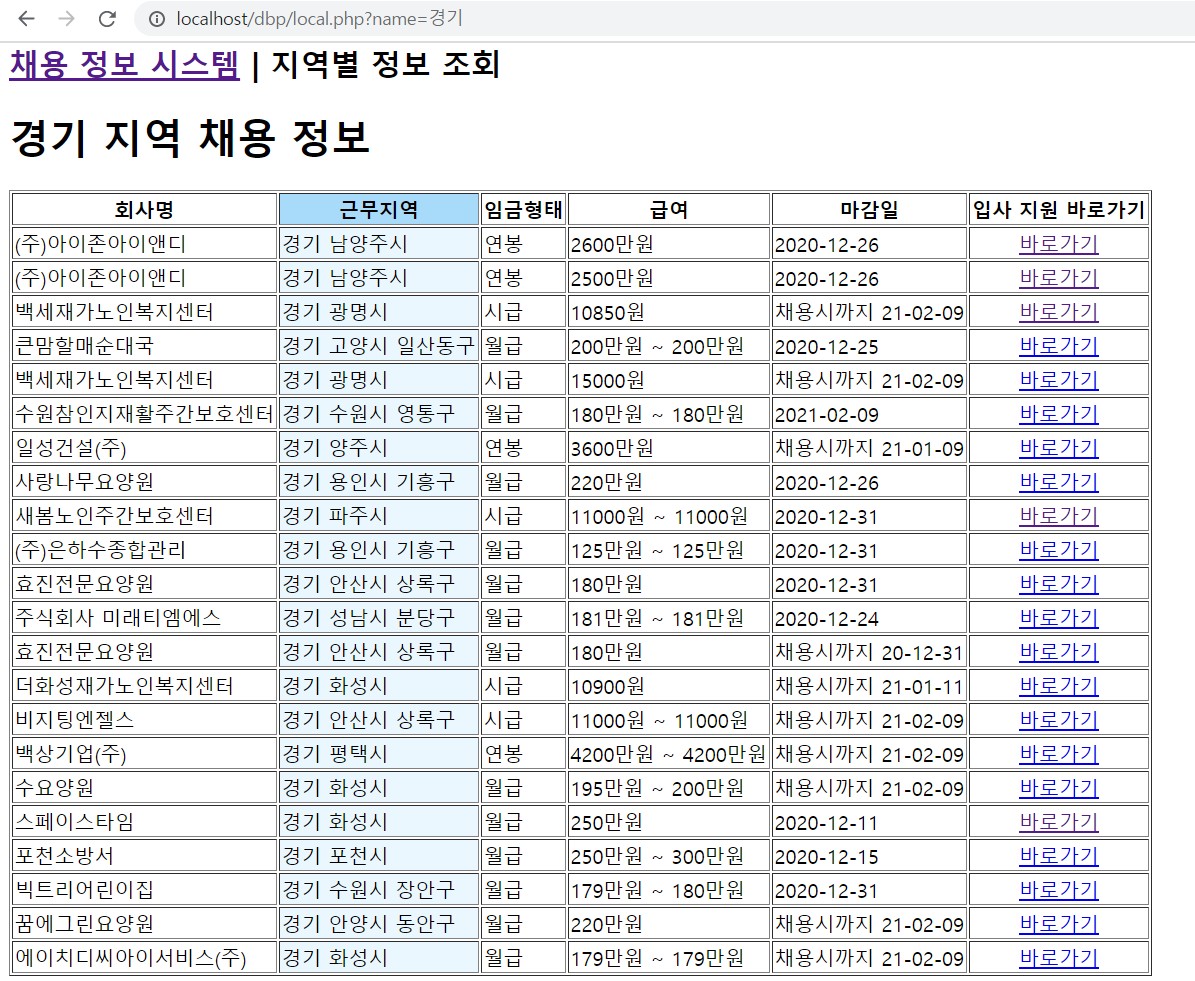 localhost/dbp/local.php?name=경기
채용 정보 시스템 | 지역별 정보 조회
경기 지역 채용 정보
회사명 근무지역 임금형태 급여 마감일 입사 지원 바로가기
(주)아이존아이앤디 경기 남양주시 연봉 2600만원 2020-12-26 바로가기
(주)아이존아이앤디 경기 남양주시 연봉 2500만원 2020-12-26 바로가기
백세재가노인복지센터 경기 광명시 시급 10850원 채용시까지 21-02-09 바로가기
큰맘할매순대국 경기 고양시 일산동구 월급 200만원 ~ 200만원 2020-12-25 바로가기
백세재가노인복지센터 경기 광명시 시급 15000원 채용시까지 21-02-09 바로가기
수원참인지재활주간보호센터 경기 수원시 영통구 월급 180만원 ~ 180만원 2021-02-09 바로가기
일성건설(주) 경기 양주시 연봉 3600만원 채용시까지 21-01-09 바로가기
사랑나무요양원 경기 용인시 기흥구 월급 220만원 2020-12-26 바로가기
새봄노인주간보호센터 경기 파주시 시급 11000원 ~ 11000원 2020-12-31 바로가기
(주)은하수종합관리 경기 용인시 기흥구 월급 125만원 ~ 125만원 2020-12-31 바로가기
효진전문요양원 경기 안산시 상록구 월급 180만원 2020-12-31 바로가기
주식회사 미래티엠에스 경기 성남시 분당구 월급 181만원 ~ 181만원 2020-12-24 바로가기
효진전문요양원 경기 안산시 상록구 월급 180만원 채용시까지 20-12-31 바로가기
더화성재가노인복지센터 경기 화성시 시급 10900원 채용시까지 21-01-11 바로가기
비지팅엔젤스 경기 안산시 상록구 시급 11000원 ~ 11000원 채용시까지 21-02-09 바로가기
백상기업(주) 경기 평택시 연봉 4200만원 ~ 4200만원 채용시까지 21-02-09 바로가기
수요양원 경기 화성시 월급 195만원 ~ 200만원 채용시까지 21-02-09 바로가기
스페이스타임 경기 화성시 월급 250만원 2020-12-11 바로가기
포천소방서 경기 포천시 월급 250만원 ~ 300만원 2020-12-15 바로가기
빅트리어린이집 경기 수원시 장안구 월급 179만원 ~ 180만원 2020-12-31 바로가기
꿈에그린요양원 경기 안양시 동안구 월급 220만원 채용시까지 21-02-09 바로가기
에이치디씨아이서비스(주) 경기 화성시 월급 179만원 ~ 179만원 채용시까지 21-02-09 바로가기